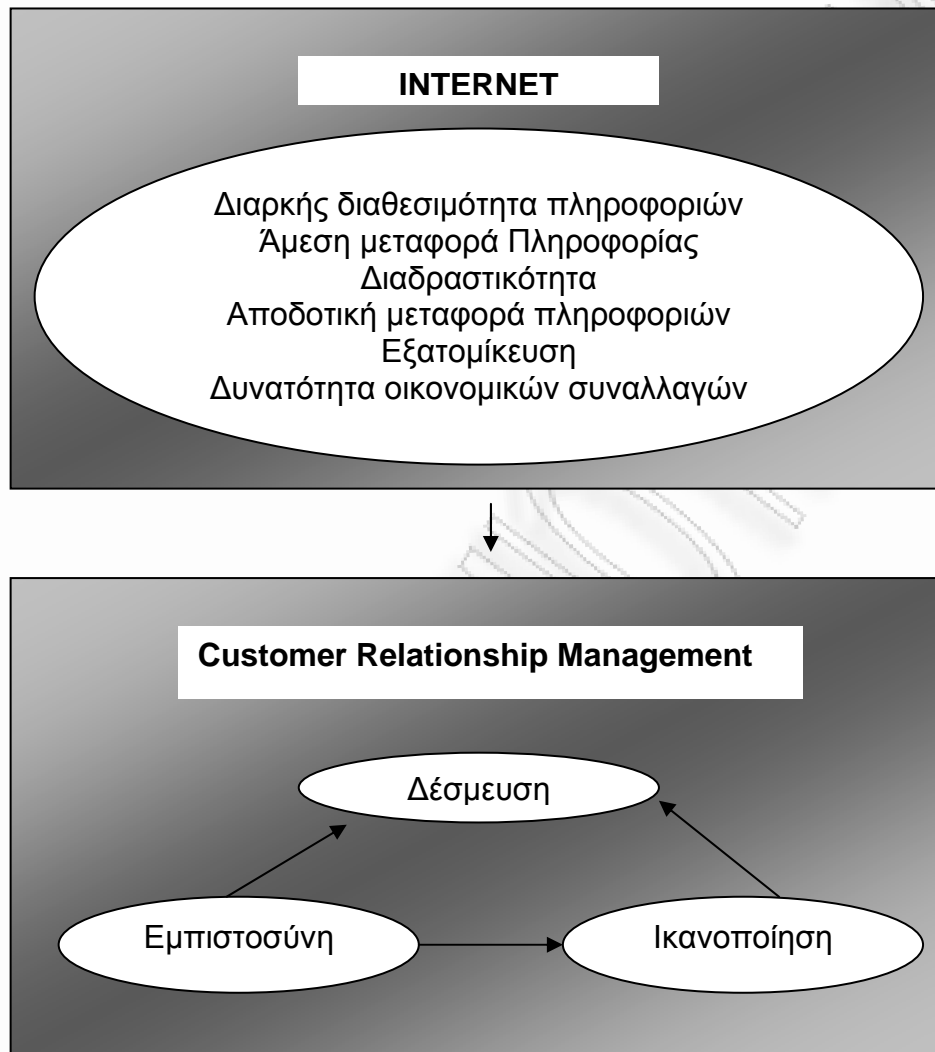 INTERNET
Διαρκής διαθεσιμότητα πληροφοριών
Άμεση μεταφορά Πληροφορίας
Διαδραστικότητα
Αποδοτική μεταφορά πληροφοριών
Εξατομίκευση
Δυνατότητα οικονομικών συναλλαγών
Customer Relationship Management
Δέσμευση
Εμπιστοσύνη
Ικανοποίηση